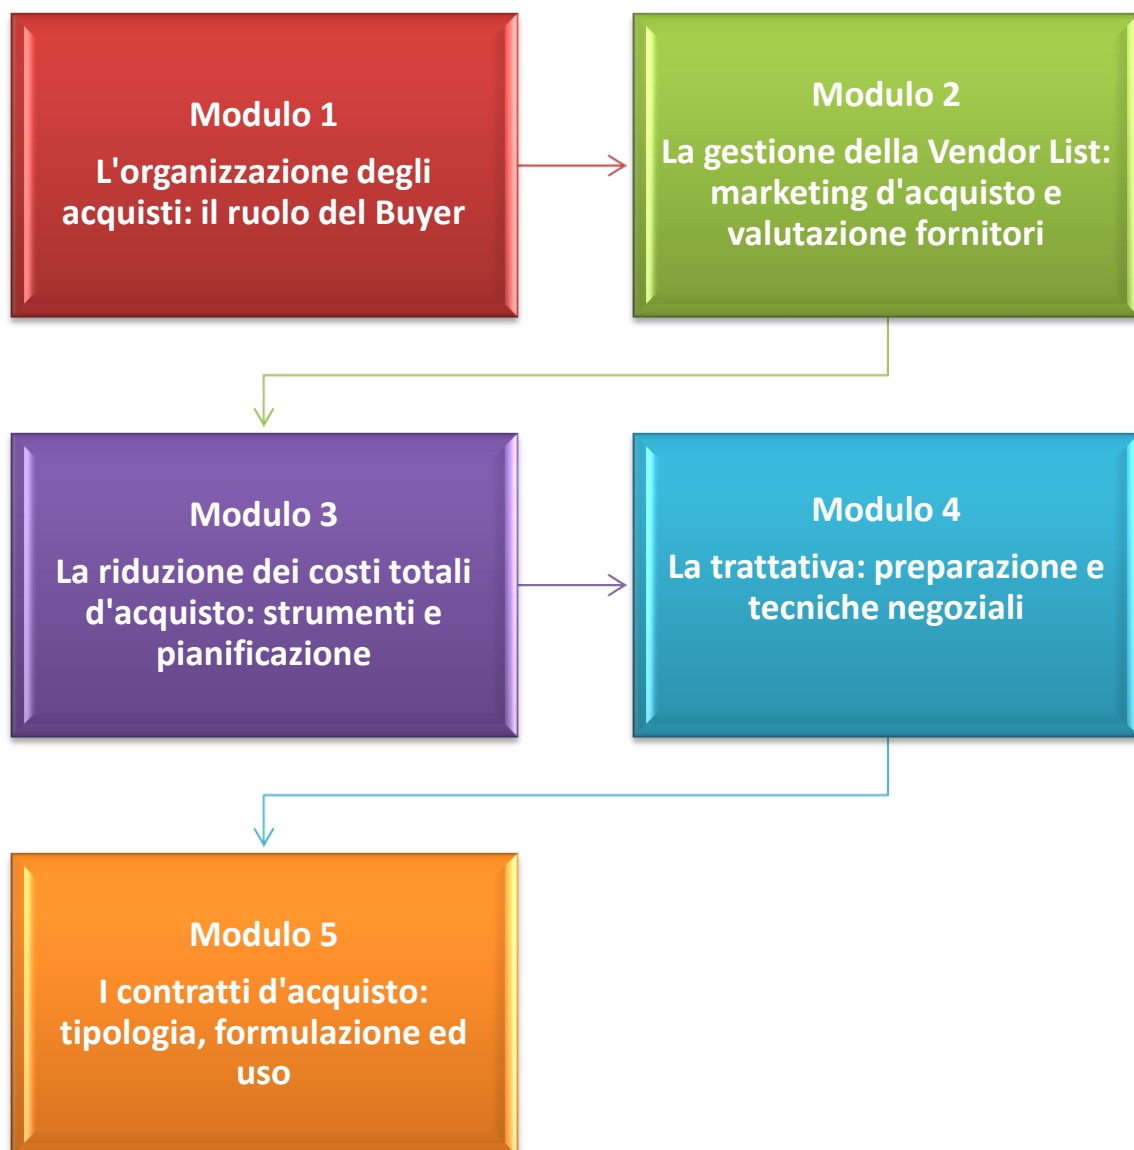 Modulo 1
L'organizzazione degli
acquisti: il ruolo del Buyer
Modulo 2
La gestione della Vendor List:
marketing d'acquisto e
valutazione fornitori
Modulo 3
La riduzione dei costi totali
d'acquisto: strumenti e
pianificazione
Modulo 4
La trattativa: preparazione e
tecniche negoziali
Modulo 5
I contratti d'acquisto:
tipologia, formulazione ed
uso